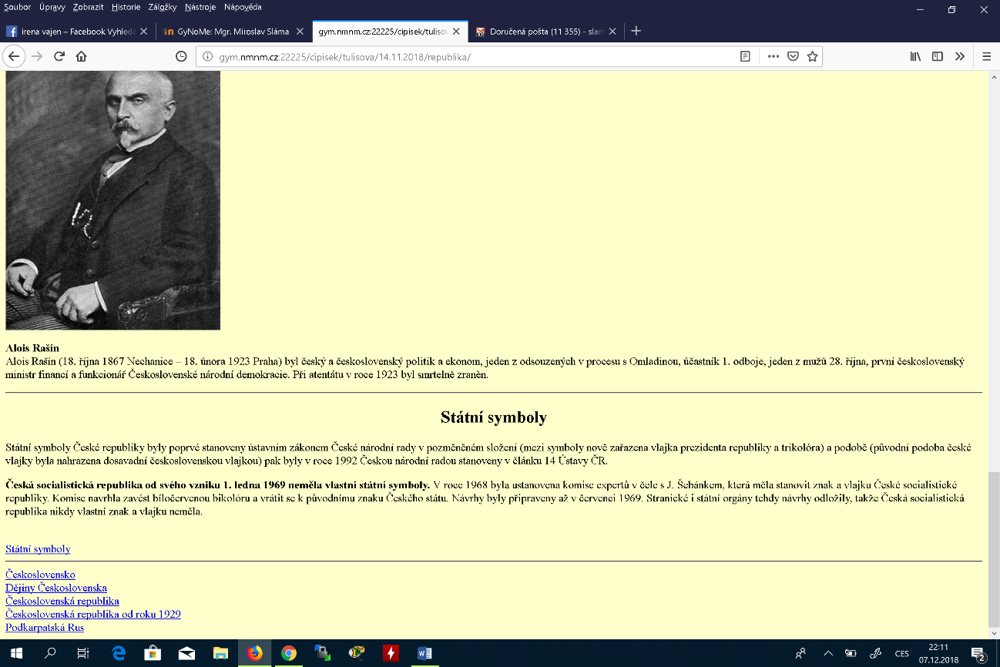 Soubor Úpravy Zobrazit Historie Záložky Nástroje Nápověda
irena vajen – Facebook Vyhledá GyNoMe: Mgr. Miroslav Sláma gym.nmnm.cz:22225/cipisek/tulisov Doručená pošta (11 355) - slam
gym.nmnm.cz:22225/cipisek/tulisova/14.11.2018/republika/
Alois Rašín
Alois Rašín (18. října 1867 Nechanice – 18. února 1923 Praha) byl český a československý politik a ekonom, jeden z odsouzených v procesu s Omladinou, účastník 1. odboje, jeden z mužů 28. října, první československý
ministr financí a funkcionář Československé národní demokracie. Při atentátu v roce 1923 byl smrtelně zraněn.
Státní symboly
Státní symboly České republiky byly poprvé stanoveny ústavním zákonem České národní rady v pozměněném složení (mezi symboly nově zařazena vlajka prezidenta republiky a trikolóra) a podobě (původní podoba české
vlajky byla nahrazena dosavadní československou vlajkou) pak byly v roce 1992 Českou národní radou stanoveny v článku 14 Ústavy ČR.
Česká socialistická republika od svého vzniku 1. ledna 1969 neměla vlastní státní symboly. V roce 1968 byla ustanovena komise expertů v čele s J. Šebánkem, která měla stanovit znak a vlajku České socialistické
republiky. Komise navrhla zavést bíločervenou bikolóru a vrátit se k původnímu znaku Českého státu. Návrhy byly připraveny až v červenci 1969. Stranické i státní orgány tehdy návrhy odložily, takže Česká socialistická
republika nikdy vlastní znak a vlajku neměla.
Státní symboly
Československo
Dějiny Československa
Československá republika
Československá republika od roku 1929
Podkarpatská Rus
CES 22:11
07.12.2018 2